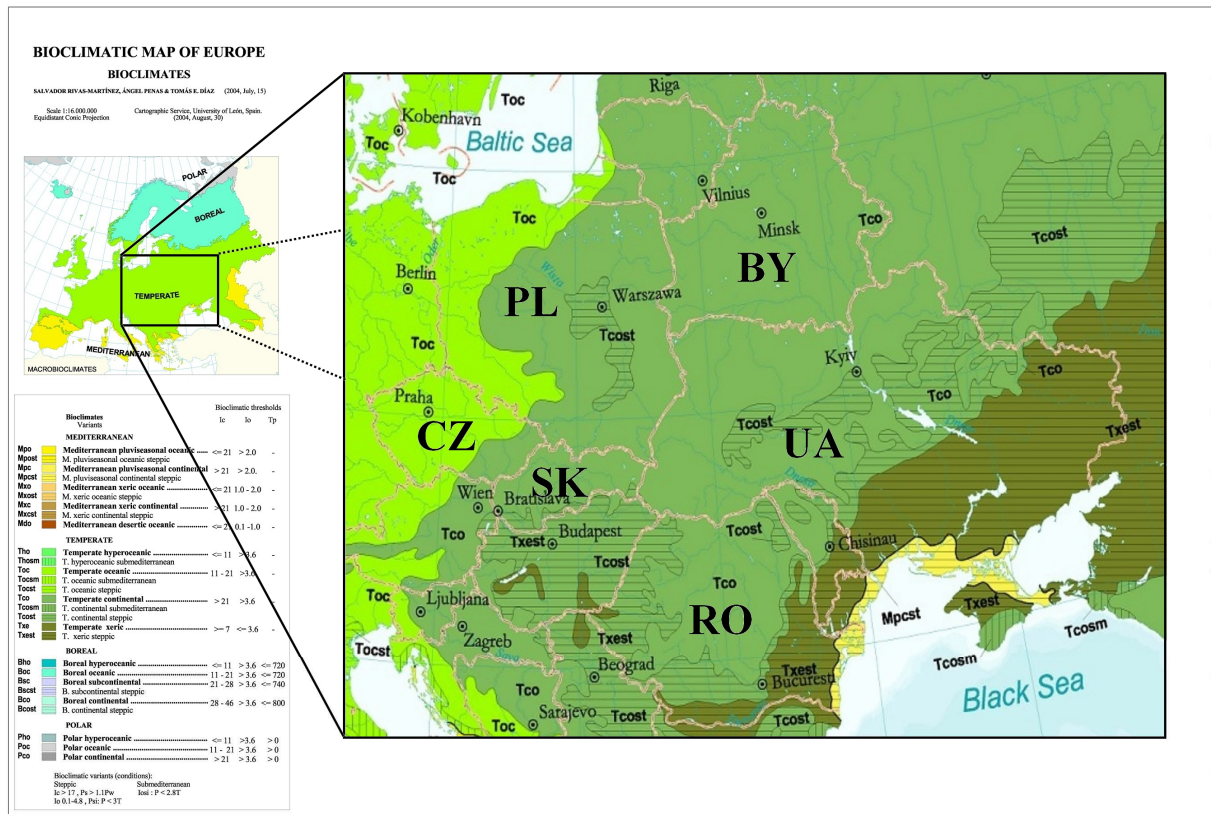 BIOCLIMATIC MAP OF EUROPE
BIOCLIMATES
SALVADOR RIVAS-MARTÍNEZ, ÁNGEL PENAS & TOMÁS E. DÍAZ (2004, July, 15)
Scale 1:16.000.000 Cartographic Service, University of León, Spain.
Equidistant Conic Projection (2004, August, 30)
POLAR
BOREAL
TEMPERATE
MEDITERRANEAN
MACROBIOCLIMATES
Bioclimates Bioclimatic thresholds
Variants Ic Io Tp
MEDITERRANEAN
Mpo Mediterranean pluviseasonal oceanic ..... <= 21 > 2.0 -
Mpost M. pluviseasonal oceanic steppic
Mpc Mediterranean pluviseasonal continental > 21 > 2.0. -
Mpcst M. pluviseasonal continental steppic
Mxo Mediterranean xeric oceanic .................. <= 21 1.0 - 2.0 -
Mxost M. xeric oceanic steppic
Mxc Mediterranean xeric continental ............ > 21 1.0 - 2.0 -
Mxcst M. xeric continental steppic
Mdo Mediterranean desertic oceanic ............. <= 21 0.1 -1.0 -
TEMPERATE
Tho Temperate hyperoceanic ........................ <= 11 >3.6 -
Thosm T. hyperoceanic submediterranean
Toc Temperate oceanic ................................. 11 - 21 >3.6 -
Tocsm T. oceanic submediterranean
Tocst T. oceanic steppic
Tco Temperate continental ........................... > 21 >3.6 -
Tcosm T. continental submediterranean
Tcost T. continental steppic
Txe Temperate xeric ..................................... >= 7 <= 3.6 -
Txest T. xeric steppic
BOREAL
Bho Boreal hyperoceanic .............................. <= 11 > 3.6 <= 720
Boc Boreal oceanic ....................................... 11 - 21 > 3.6 <= 720
Bsc Boreal subcontinental ............................ 21 - 28 > 3.6 <= 740
Bscst B. subcontinental steppic
Bco Boreal continental ................................. 28 - 46 > 3.6 <= 800
Bcost B. continental steppic
POLAR
Pho Polar hyperoceanic ................................ <= 11 >3.6 > 0
Poc Polar oceanic ......................................... 11 - 21 > 3.6 > 0
Pco Polar continental .................................... > 21 > 3.6 > 0
Bioclimatic variants (conditions):
Steppic Submediterranean
Ic > 17 , Ps > 1.1Pw Iosi : P < 2.8T
Io 0.1-4.8 , Psi: P < 3T
Riga
Toc
Kobenhavn
Baltic Sea
Toc
Toc
Vilnius
Toc
Minsk
Tco
Tcost
BY
Oder
Wisra
Berlin
PL
Warszawa
Tcost
Toc
Kyiv
Tco
Tco
Praha
CZ
Tcost
UA
Txest
SK
Wien
Bratislava
Tco
Budapest
Txest
Tcost
Tcost
Chisinau
Toc
Ljubljana
Zagreb
Tco
RO
Txest
Mpcst
Txest
Tcosm
Tocst
Sava
Beograd
Txest
Bucuresti
Tcosm
Black Sea
Tco
Toc
Sarajevo
Tcost
Tcost